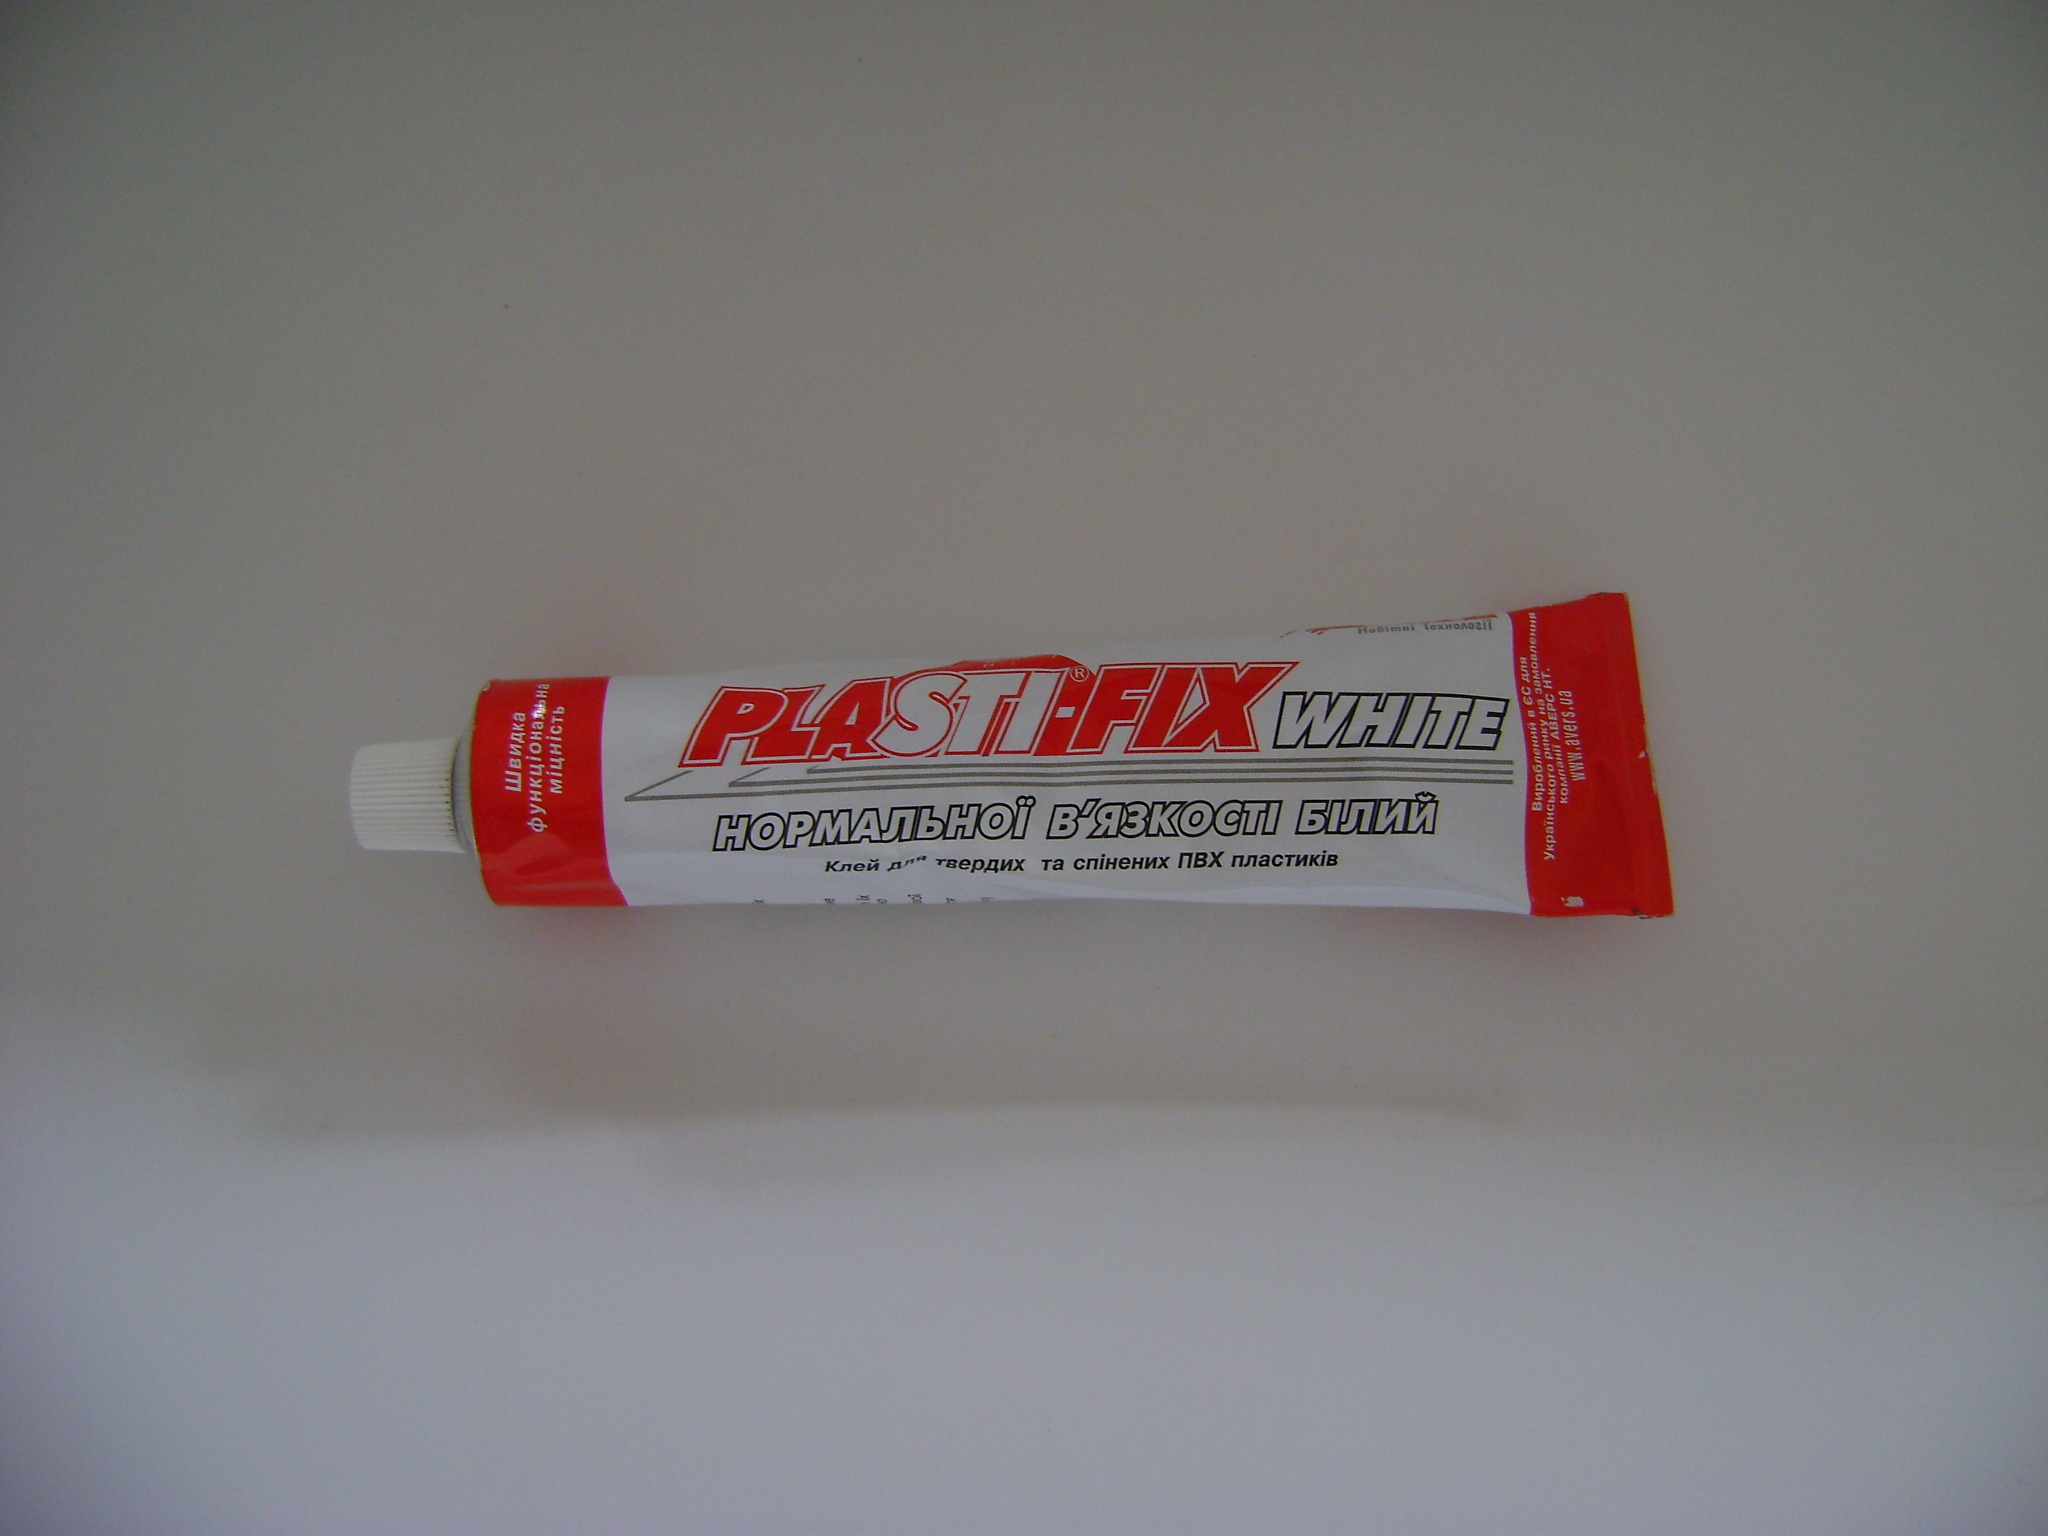 Швидка
функціональна
міцність
PLASTI-FIX® WHITE
НОРМАЛЬНОЇ В'ЯЗКОСТІ БІЛИЙ
Клей для твердих та спінених ПВХ пластиків
Новітні технології
Вироблений в ЄС для
Українського ринку на замовлення
компанії АВЕРС НТ.
www.avers.ua